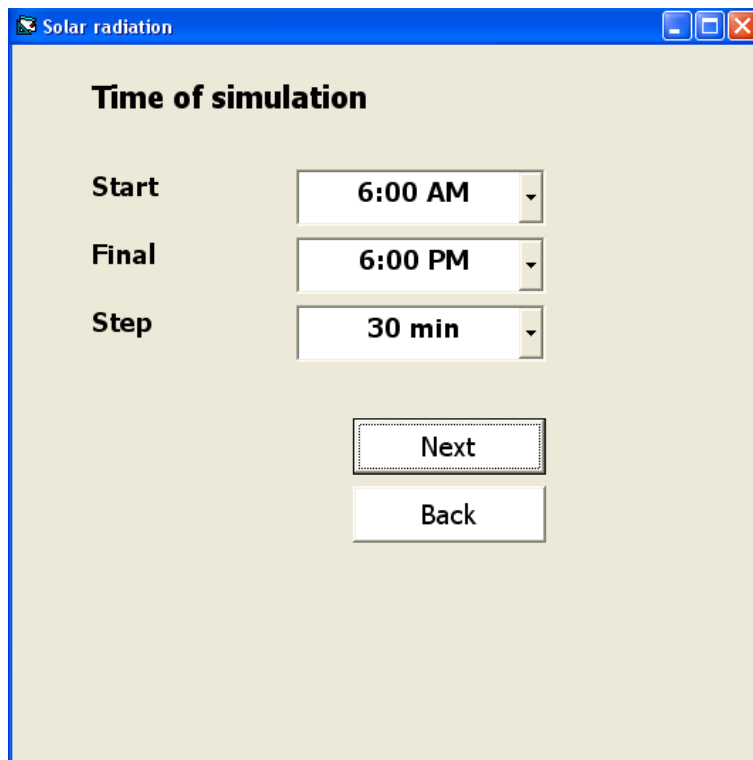 Solar radiation
Time of simulation
Start 6:00 AM
Final 6:00 PM
Step 30 min
Next
Back